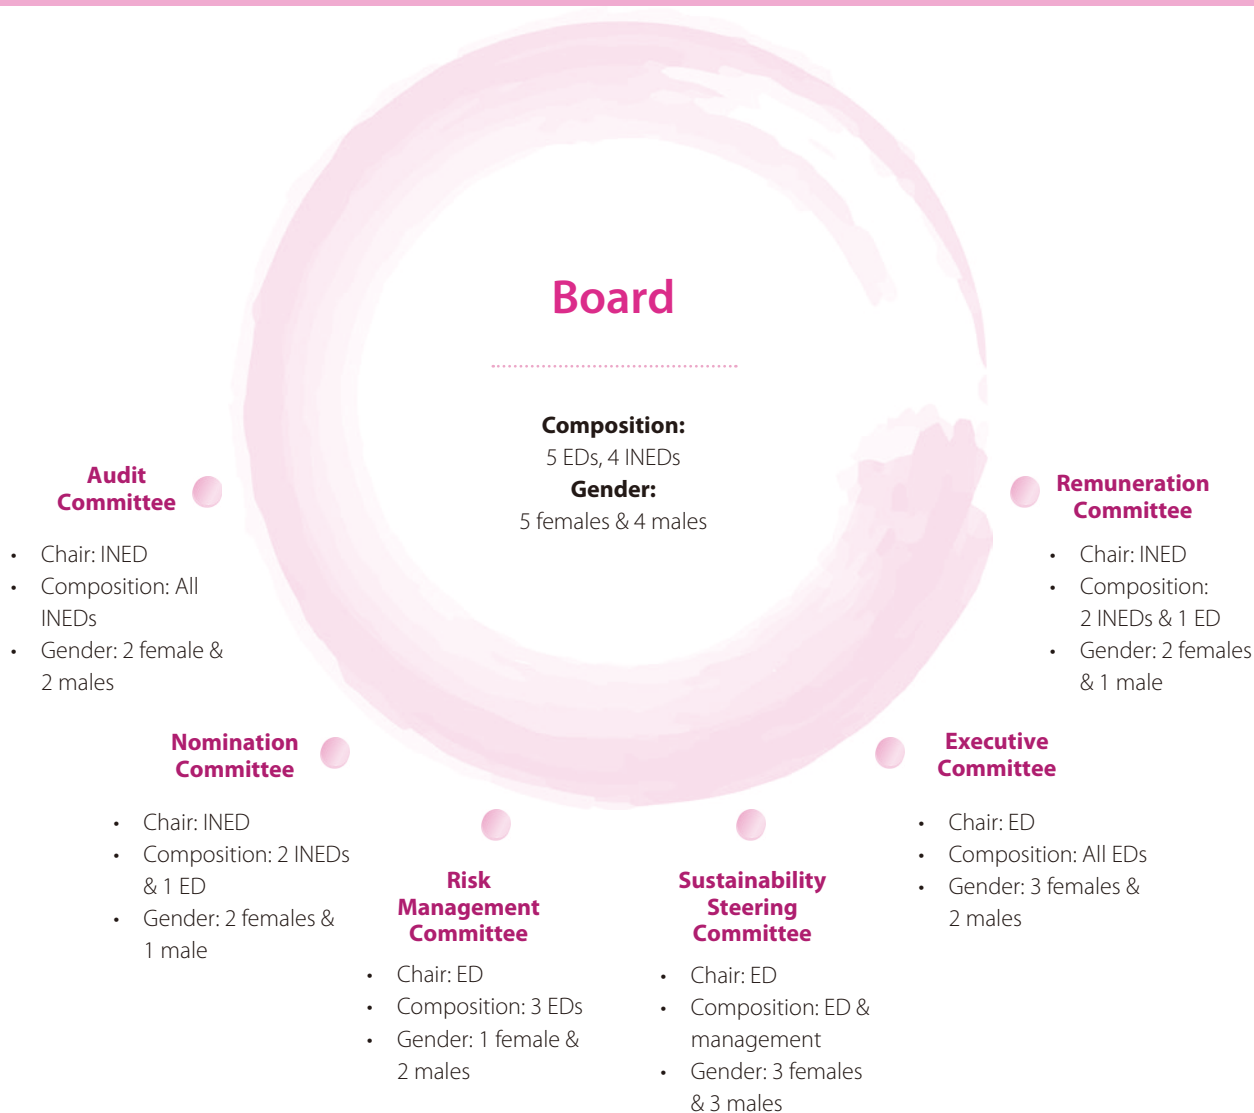 Board
Composition:
5 EDs, 4 INEDs
Gender:
5 females & 4 males
Audit
Committee
• Chair: INED
• Composition: All
INEDs
• Gender: 2 female &
2 males
Nomination
Committee
• Chair: INED
• Composition: 2 INEDs
& 1 ED
• Gender: 2 females &
1 male
Risk
Management
Committee
• Chair: ED
• Composition: 3 EDs
• Gender: 1 female &
2 males
Sustainability
Steering
Committee
• Chair: ED
• Composition: ED &
management
• Gender: 3 females
& 3 males
Executive
Committee
• Chair: ED
• Composition: All EDs
• Gender: 3 females &
2 males
Remuneration
Committee
• Chair: INED
• Composition:
2 INEDs & 1 ED
• Gender: 2 females
& 1 male